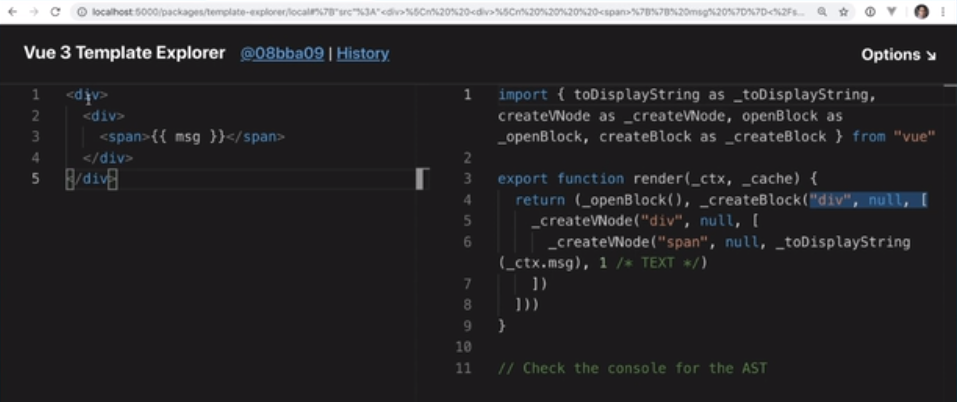 localhost:5000/packages/template-explorer/local#%7B"src"%3A"<div>%5Cn%20%20<div>%5Cn%20%20%20%20<span>%7B%7B%20msg%20%7D%7D<%2Fs...
Vue 3 Template Explorer @08bba09 | History
Options ↘
1 <div>
2 <div>
3 <span>{{ msg }}</span>
4 </div>
5 </div>
1 import { toDisplayString as _toDisplayString,
createVNode as _createVNode, openBlock as
_openBlock, createBlock as _createBlock } from "vue"
2
3 export function render(_ctx, _cache) {
4 return (_openBlock(), _createBlock("div", null, [
5 _createVNode("div", null, [
6 _createVNode("span", null, _toDisplayString
(_ctx.msg), 1 /* TEXT */)
7 ])
8 ]))
9 }
10
11 // Check the console for the AST